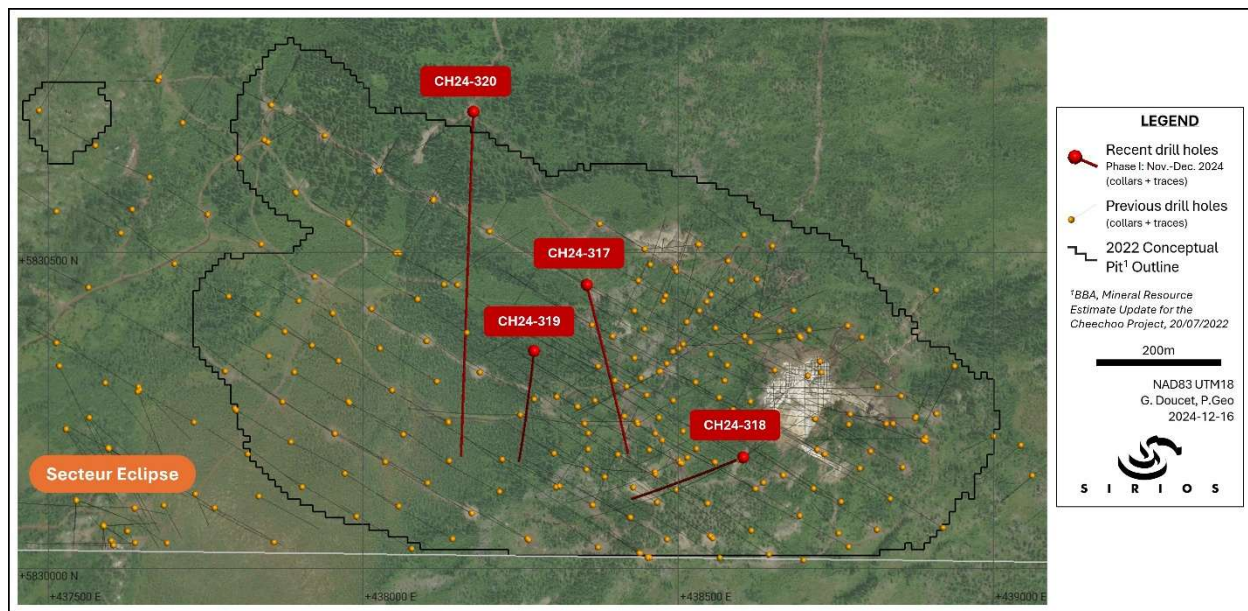 CH24-320
CH24-317
CH24-319
CH24-318
Secteur Eclipse
+5830500 N
+5830000 N
+437500 E
+438000 E
+438500 E
+439000 E
LEGEND
Recent drill holes
Phase I: Nov.-Dec. 2024
(collars + traces)
Previous drill holes
(collars + traces)
2022 Conceptual
Pit¹ Outline
¹BBA, Mineral Resource
Estimate Update for the
Cheechoo Project, 20/07/2022
200m
NAD83 UTM18
G. Doucet, P.Geo
2024-12-16
SIRIOS